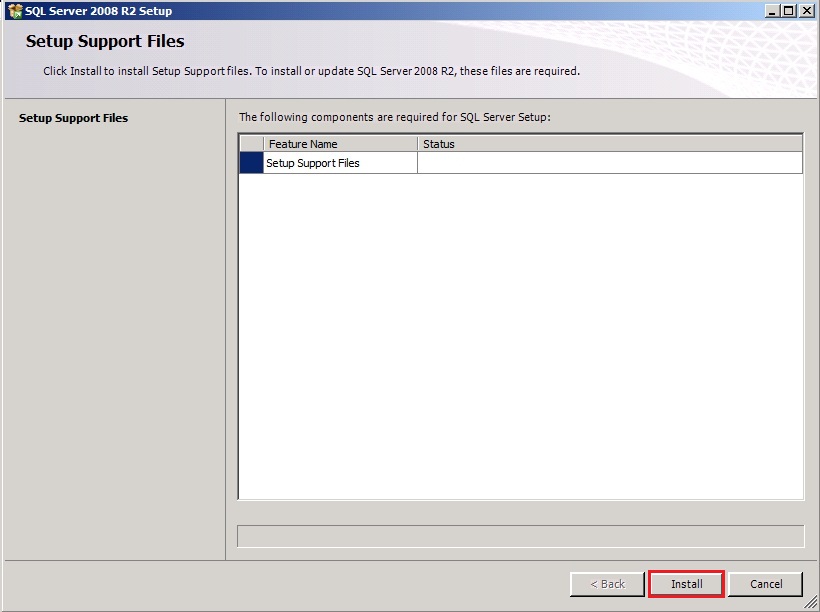 SQL Server 2008 R2 Setup
Setup Support Files
Click Install to install Setup Support files. To install or update SQL Server 2008 R2, these files are required.
Setup Support Files
The following components are required for SQL Server Setup:
Feature Name Status
Setup Support Files
< Back Install Cancel